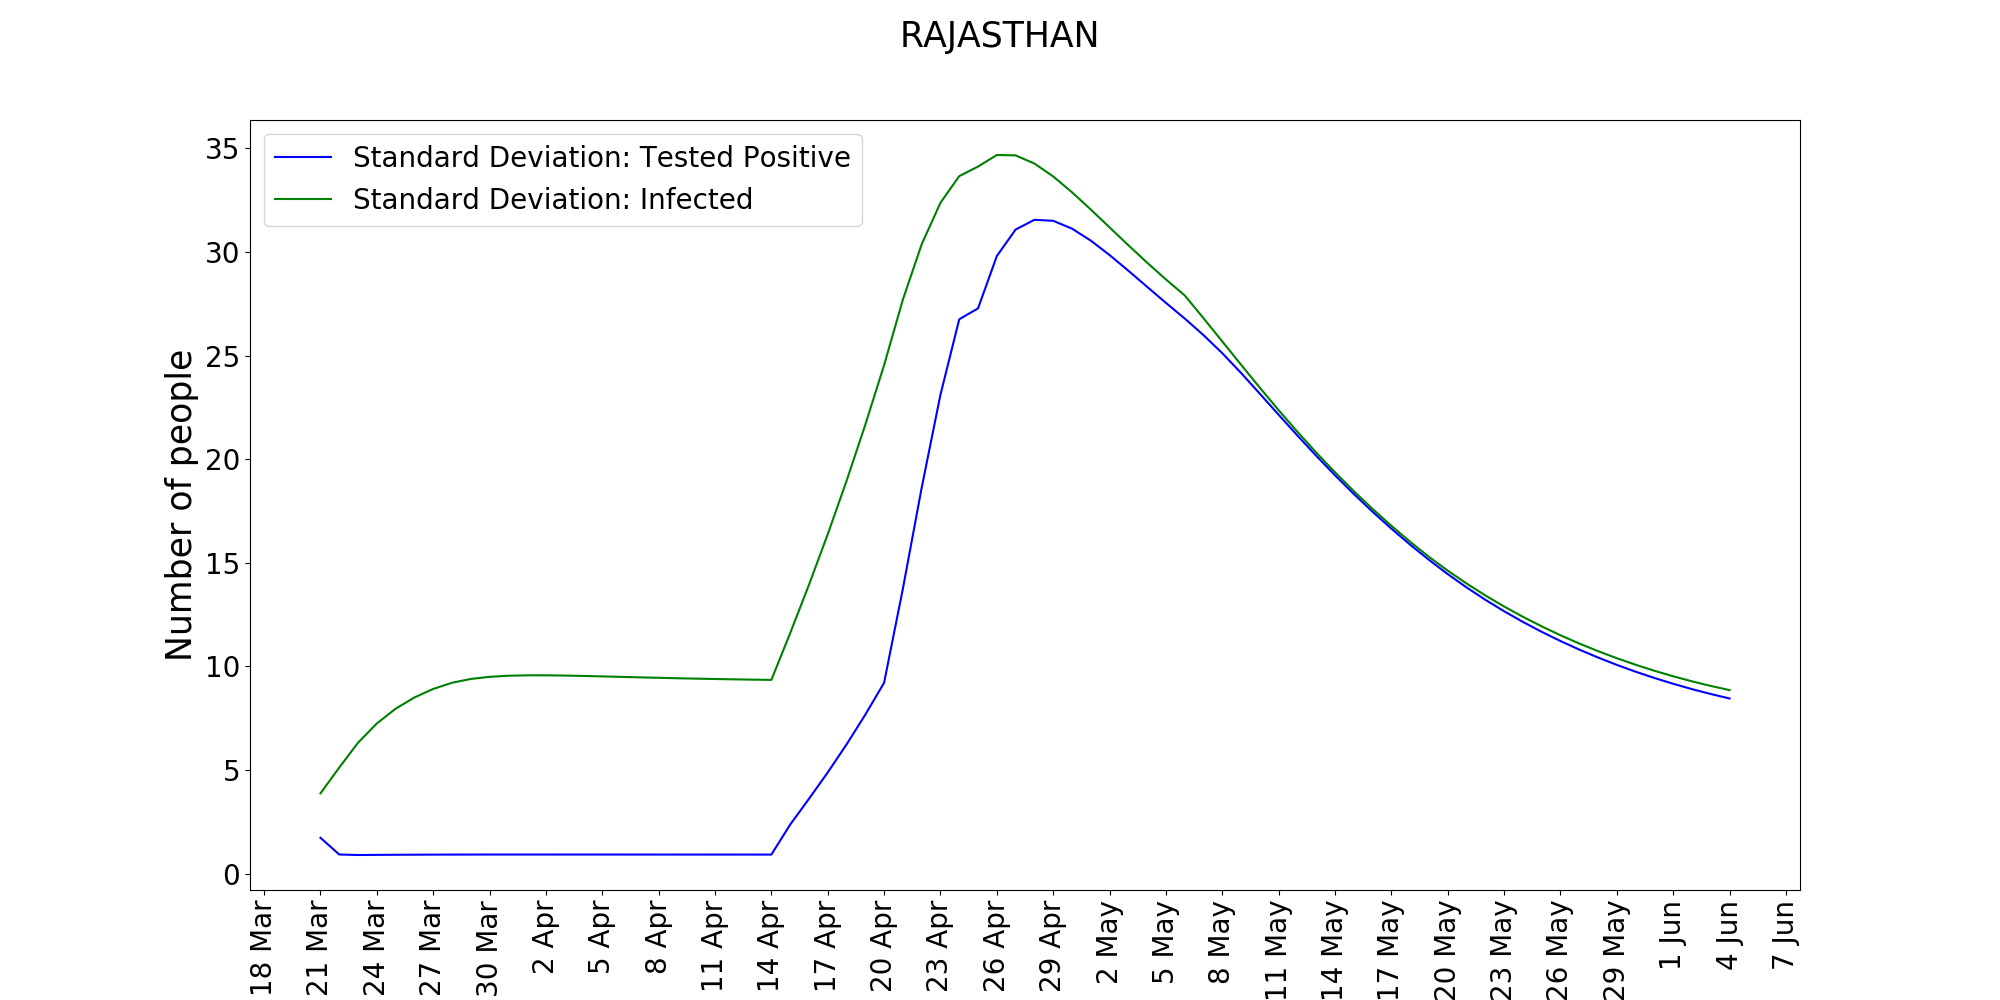 RAJASTHAN
Standard Deviation: Tested Positive
Standard Deviation: Infected
Number of people
35
30
25
20
15
10
5
0
18 Mar
21 Mar
24 Mar
27 Mar
30 Mar
2 Apr
5 Apr
8 Apr
11 Apr
14 Apr
17 Apr
20 Apr
23 Apr
26 Apr
29 Apr
2 May
5 May
8 May
11 May
14 May
17 May
20 May
23 May
26 May
29 May
1 Jun
4 Jun
7 Jun